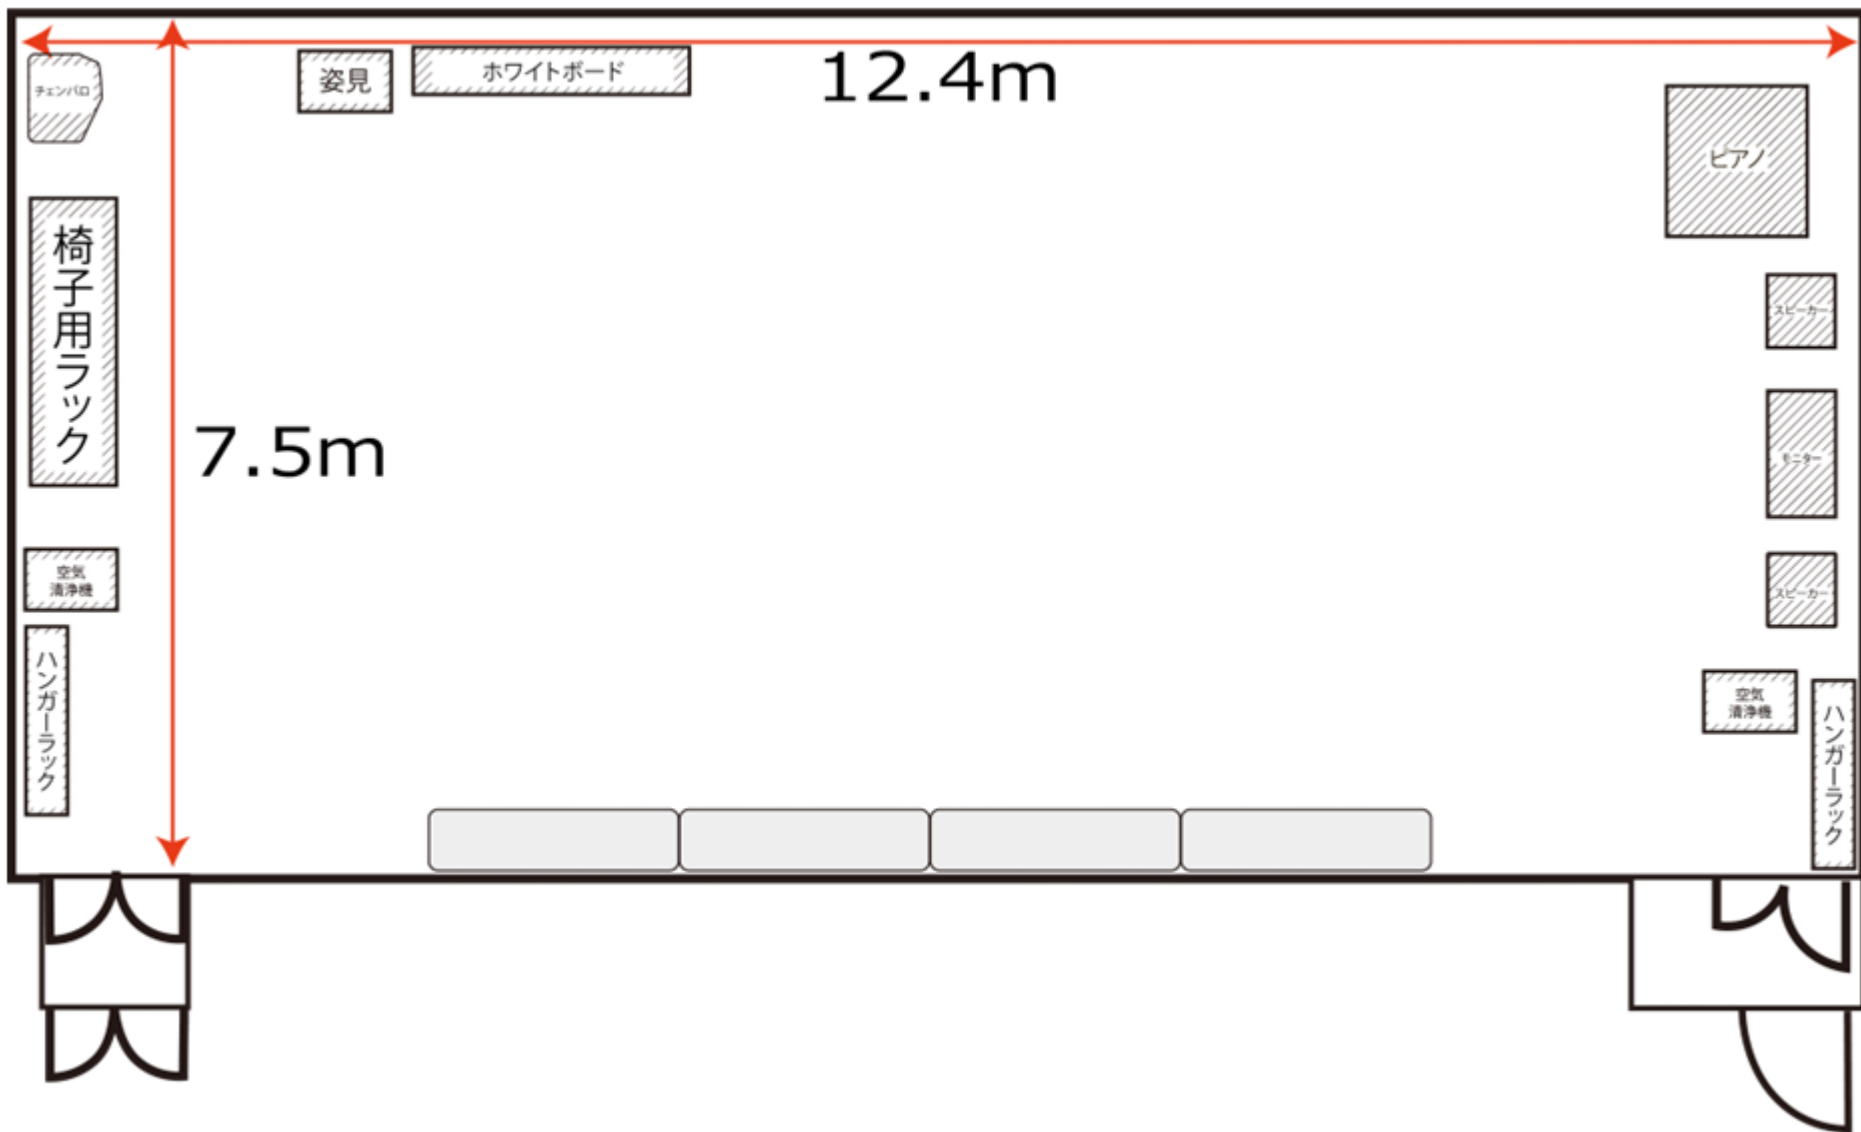 12.4m
チェンバロ
姿見
ホワイトボード
ピアノ
椅子用ラック
スピーカー
7.5m
モニター
空気
清浄機
スピーカー
ハンガーラック
空気
清浄機
ハンガーラック